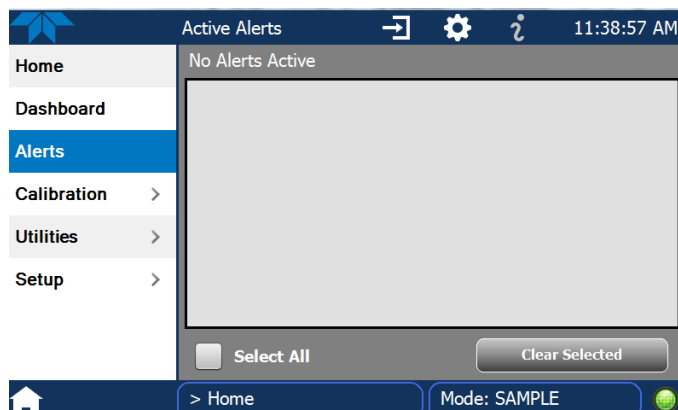 Active Alerts 11:38:57 AM
Home
Dashboard
Alerts
Calibration >
Utilities >
Setup >
No Alerts Active
Select All Clear Selected
> Home Mode: SAMPLE